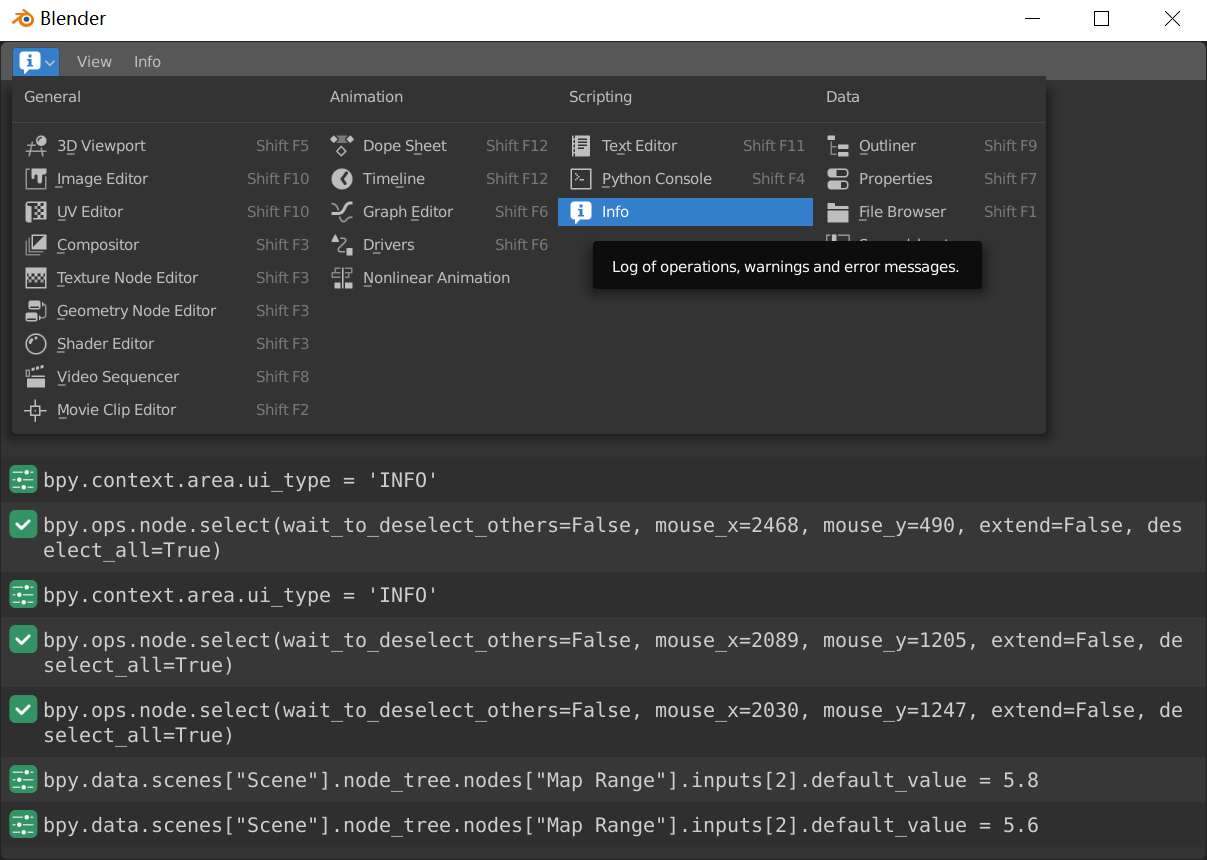 Blender
View Info
General Animation Scripting Data
3D Viewport Shift F5 Dope Sheet Shift F12 Text Editor Shift F11 Outliner Shift F9
Image Editor Shift F10 Timeline Shift F12 Python Console Shift F4 Properties Shift F7
UV Editor Shift F10 Graph Editor Shift F6 Info File Browser Shift F1
Compositor Shift F3 Drivers Shift F6
Texture Node Editor Shift F3 Nonlinear Animation Log of operations, warnings and error messages.
Geometry Node Editor Shift F3
Shader Editor Shift F3
Video Sequencer Shift F8
Movie Clip Editor Shift F2
bpy.context.area.ui_type = 'INFO'
bpy.ops.node.select(wait_to_deselect_others=False, mouse_x=2468, mouse_y=490, extend=False, des
elect_all=True)
bpy.context.area.ui_type = 'INFO'
bpy.ops.node.select(wait_to_deselect_others=False, mouse_x=2089, mouse_y=1205, extend=False, de
select_all=True)
bpy.ops.node.select(wait_to_deselect_others=False, mouse_x=2030, mouse_y=1247, extend=False, de
select_all=True)
bpy.data.scenes["Scene"].node_tree.nodes["Map Range"].inputs[2].default_value = 5.8
bpy.data.scenes["Scene"].node_tree.nodes["Map Range"].inputs[2].default_value = 5.6